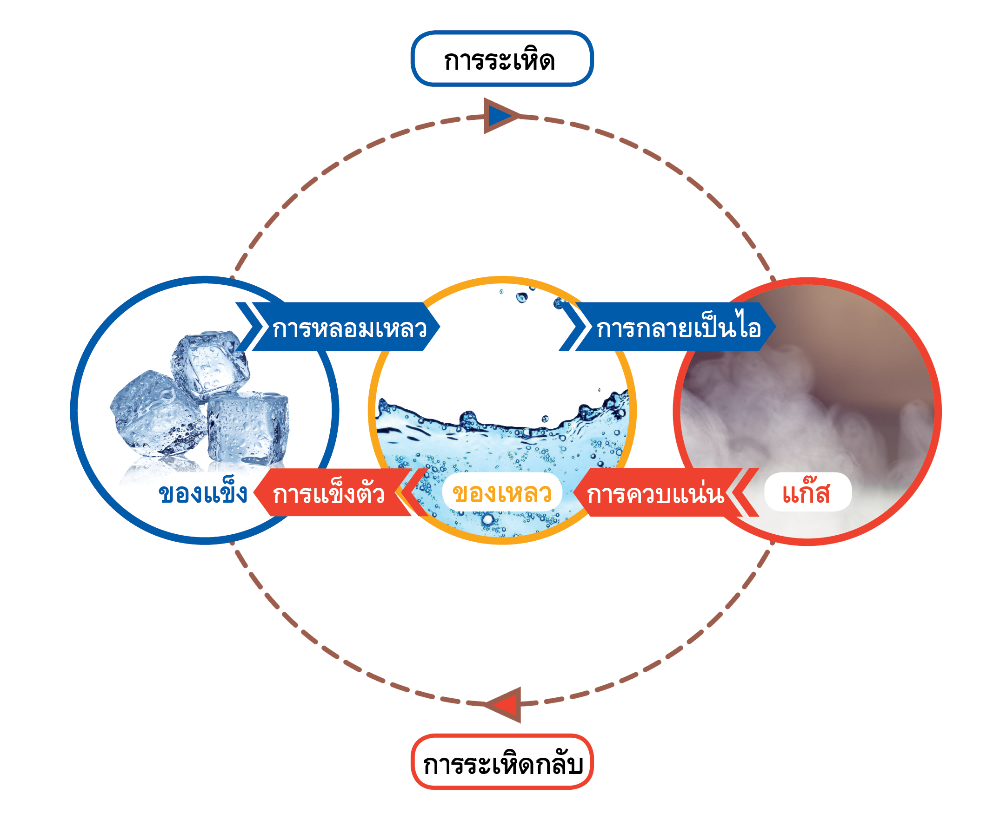 การระเหิด
การหลอมเหลว
การกลายเป็นไอ
ของแข็ง
การแข็งตัว
ของเหลว
การควบแน่น
แก๊ส
การระเหิดกลับ